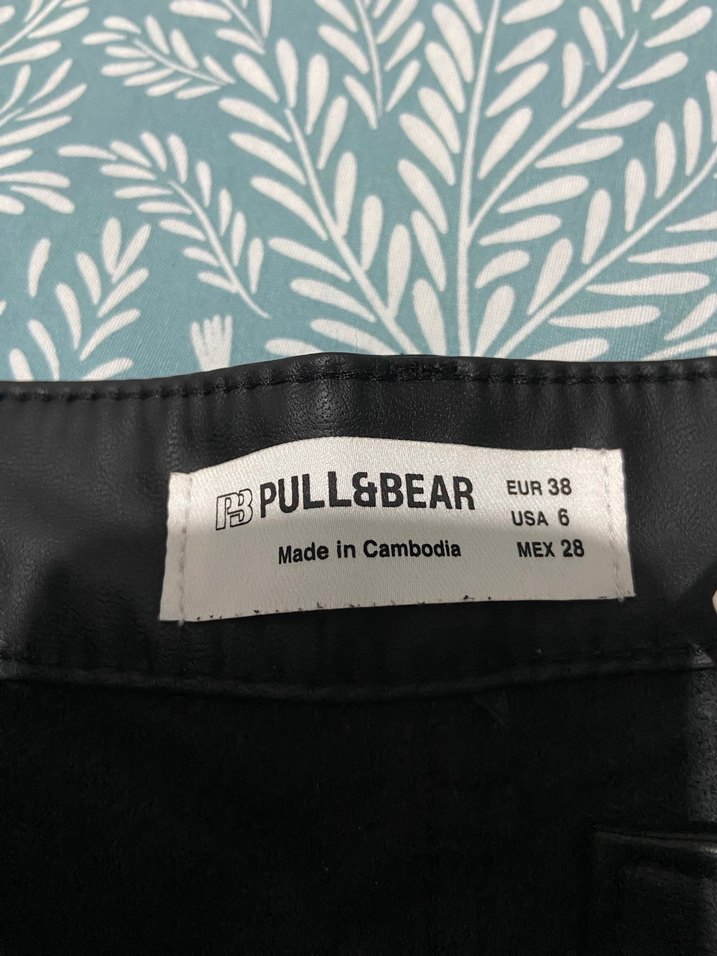 PB PULL&BEAR
Made in Cambodia
EUR 38
USA 6
MEX 28